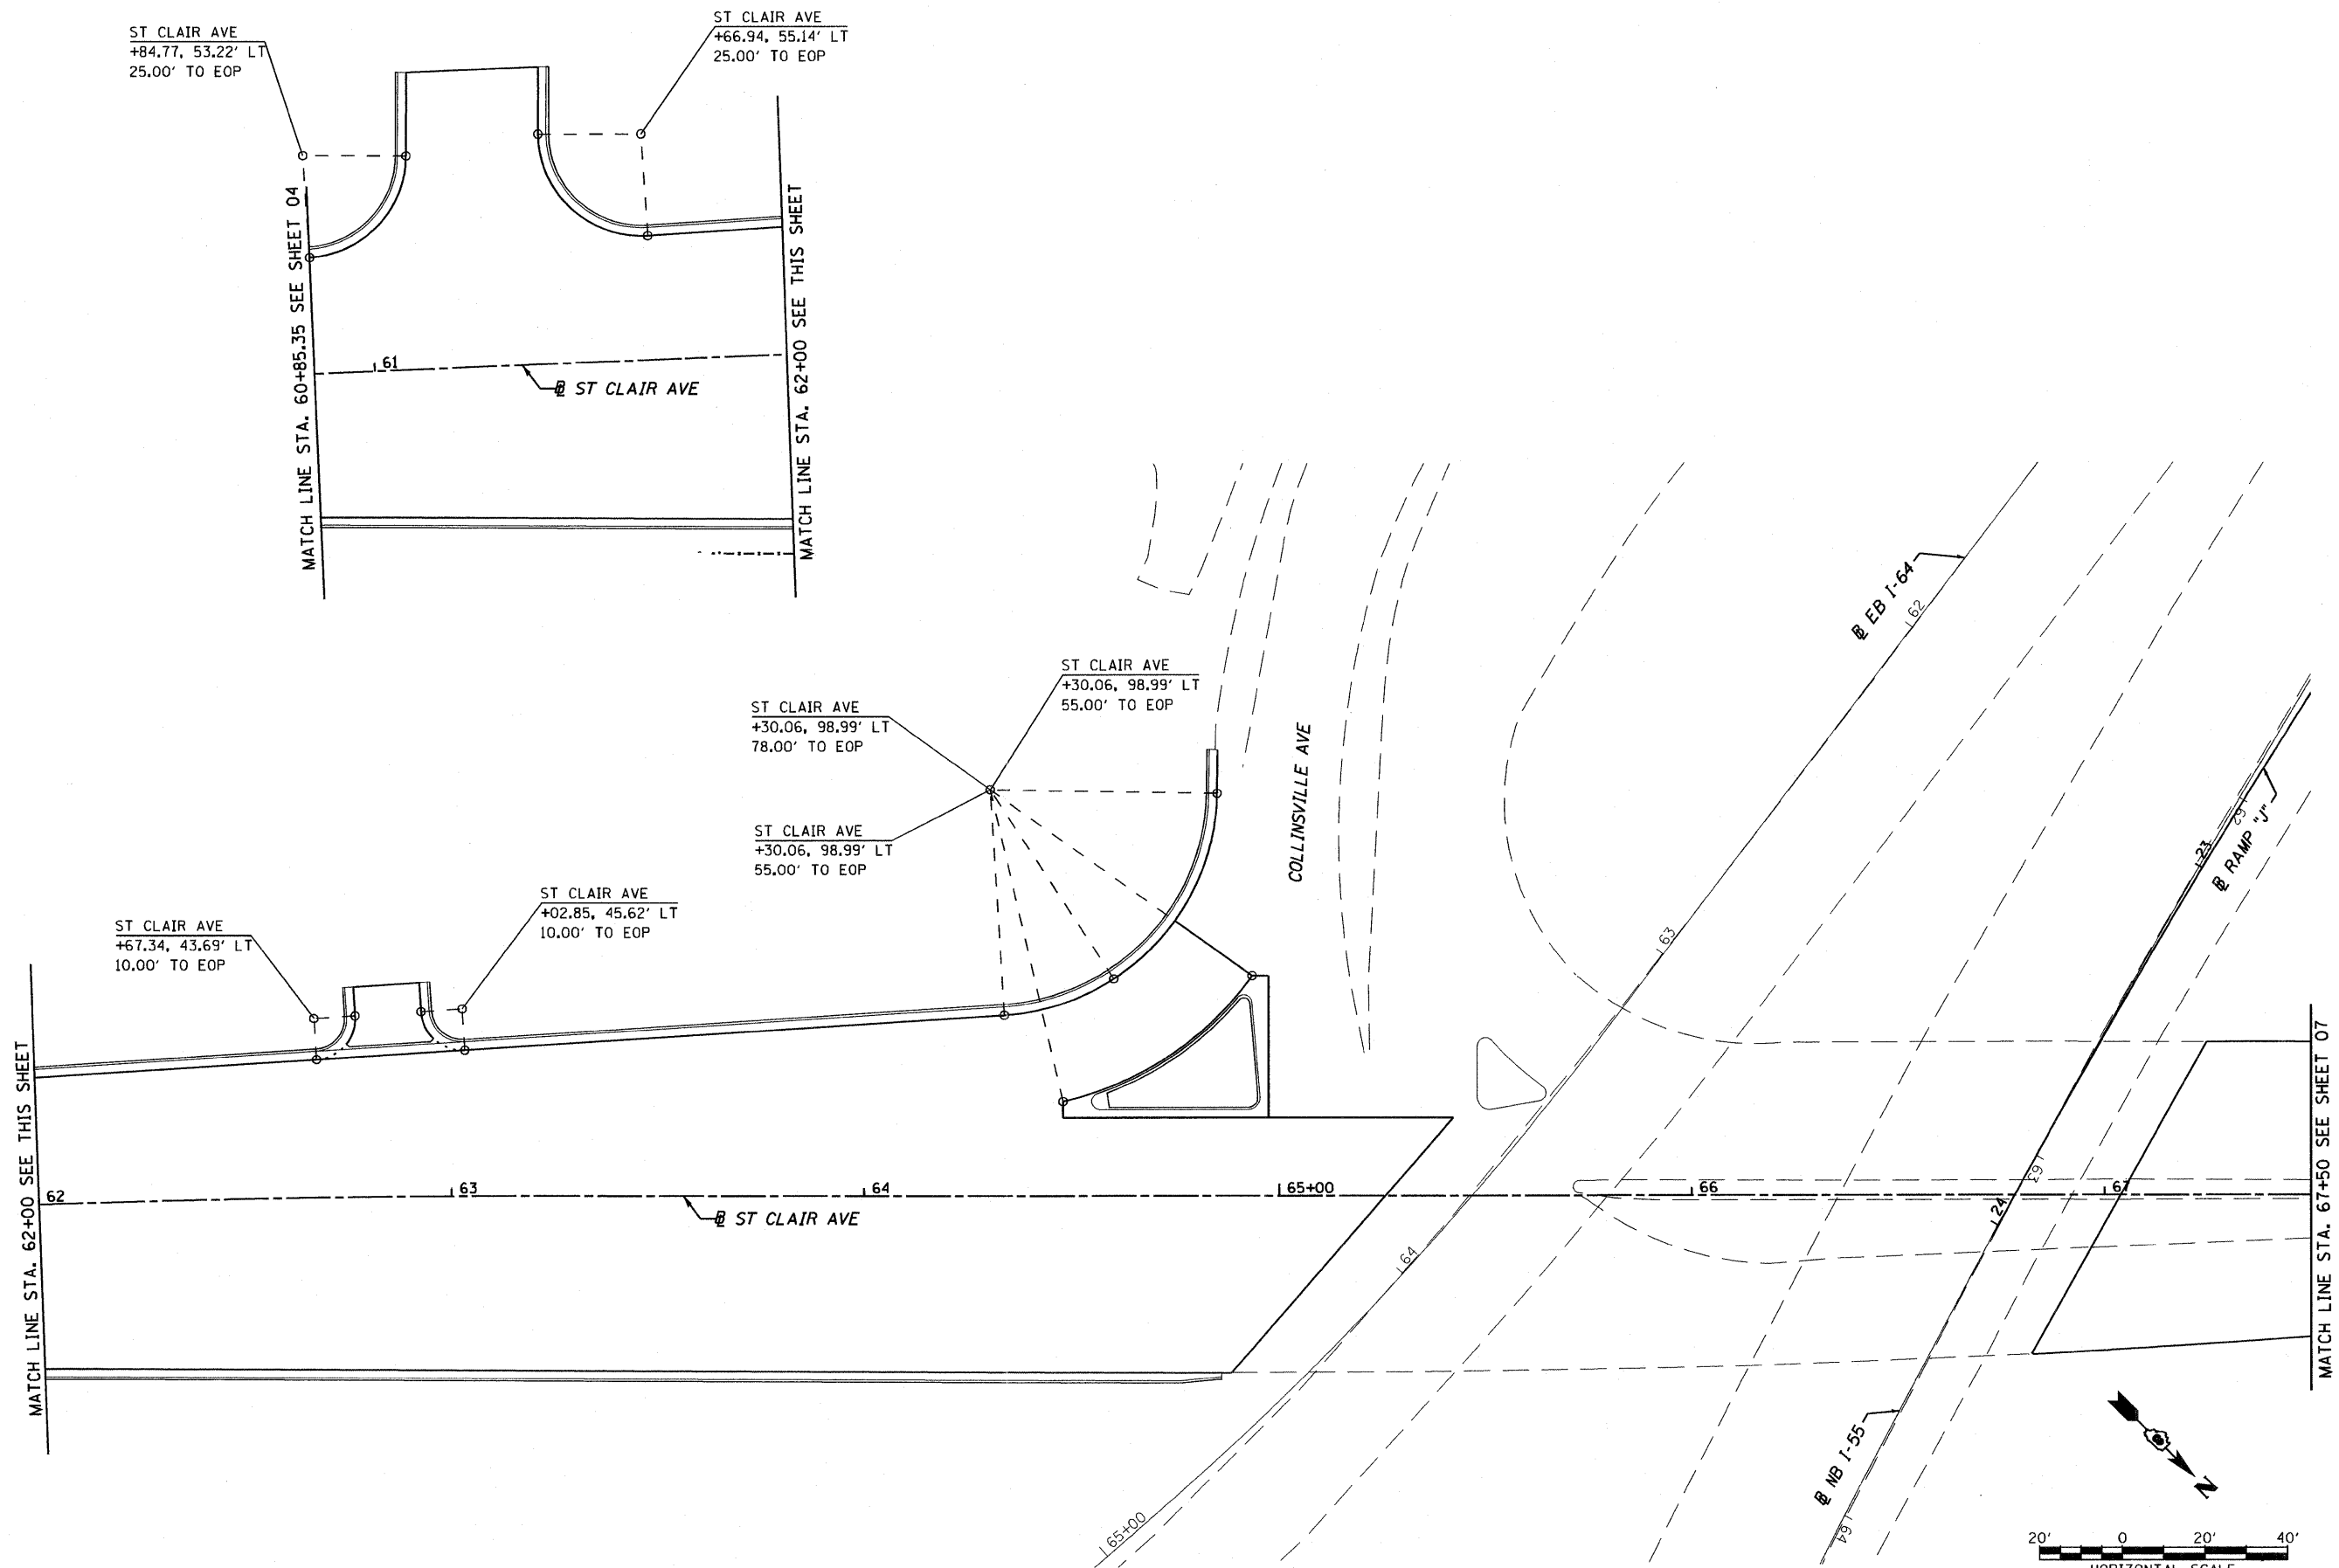 ST CLAIR AVE
+84.77, 53.22' LT
25.00' TO EOP
ST CLAIR AVE
+66.94, 55.14' LT
25.00' TO EOP
MATCH LINE STA. 60+85.35 SEE SHEET 04
MATCH LINE STA. 62+00 SEE THIS SHEET
61
ST CLAIR AVE
EB I-64
62
ST CLAIR AVE
+30.06, 98.99' LT
55.00' TO EOP
ST CLAIR AVE
+30.06, 98.99' LT
78.00' TO EOP
ST CLAIR AVE
+30.06, 98.99' LT
55.00' TO EOP
COLLINSVILLE AVE
62
23
RAMP "J"
ST CLAIR AVE
+02.85, 45.62' LT
10.00' TO EOP
ST CLAIR AVE
+67.34, 43.69' LT
10.00' TO EOP
63
MATCH LINE STA. 62+00 SEE THIS SHEET
MATCH LINE STA. 67+50 SEE SHEET 07
62
63
64
65+00
66
67
63
24
ST CLAIR AVE
64
NB I-55
65+00
64
N
20' 0 20' 40'
HORIZONTAL SCALE